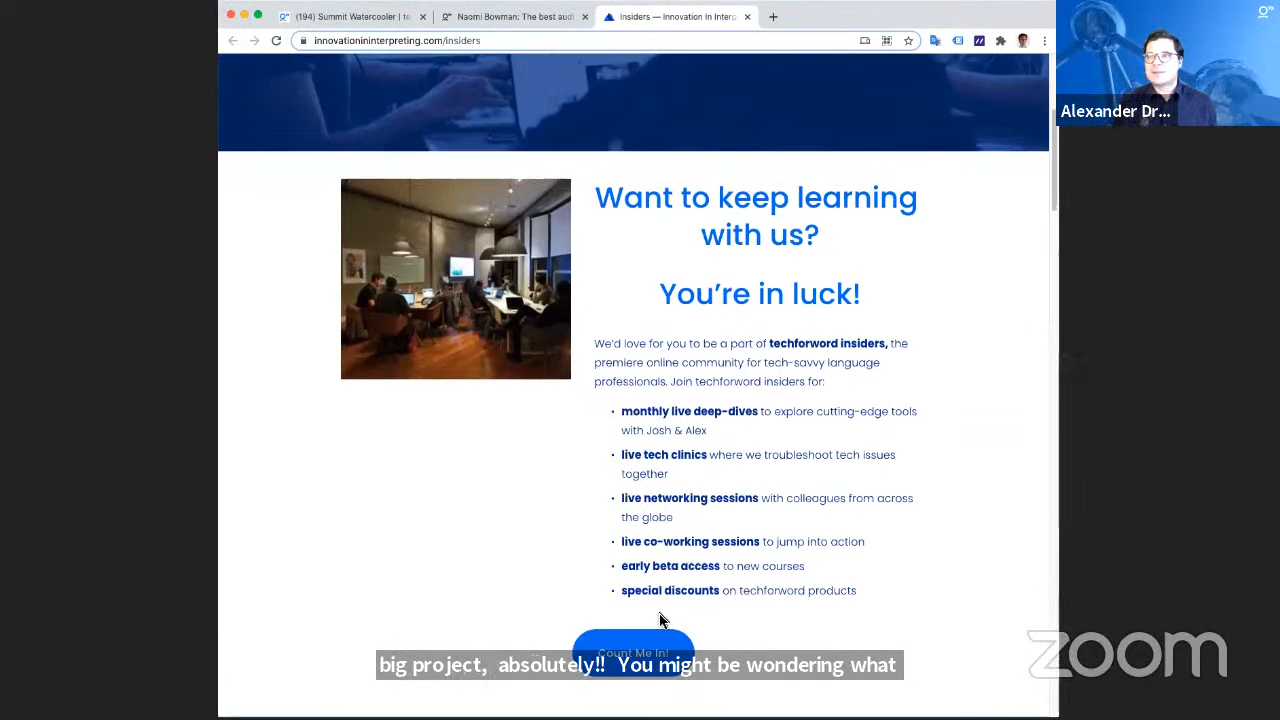 (194) Summit Watercooler | te
Naomi Bowman: The best aud
Insiders — Innovation In Interp
innovationininterpreting.com/insiders
Alexander Dr...
Want to keep learning
with us?
You're in luck!
We'd love for you to be a part of techforword insiders, the
premiere online community for tech-savvy language
professionals. Join techforword insiders for:
• monthly live deep-dives to explore cutting-edge tools
with Josh & Alex
• live tech clinics where we troubleshoot tech issues
together
• live networking sessions with colleagues from across
the globe
• live co-working sessions to jump into action
• early beta access to new courses
• special discounts on techforword products
Count Me In!
big project, absolutely!! You might be wondering what
zoom